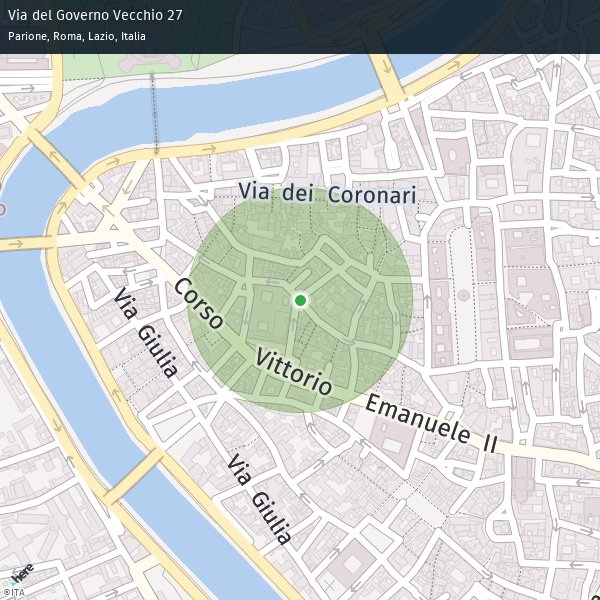 Via del Governo Vecchio 27
Parione, Roma, Lazio, Italia
Via dei Coronari
Corso Vittorio Emanuele II
Via Giulia
Via Giulia
here
©ITA